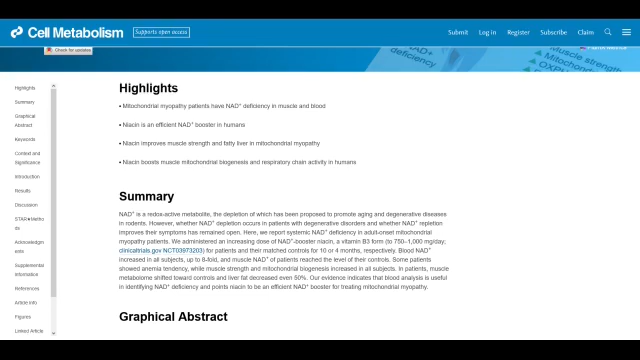 Cell Metabolism
Supports open access
Submit Log in Register Subscribe Claim
Check for updates
NAD+
deficiency
Muscle strength
Highlights
Summary
Graphical
Abstract
Keywords
Context and
Significance
Introduction
Results
Discussion
STAR★Metho
ds
Acknowledgm
ents
Supplemental
information
References
Article Info
Figures
Linked Article
Highlights
• Mitochondrial myopathy patients have NAD+ deficiency in muscle and blood
• Niacin is an efficient NAD+ booster in humans
• Niacin improves muscle strength and fatty liver in mitochondrial myopathy
• Niacin boosts muscle mitochondrial biogenesis and respiratory chain activity in humans
Summary
NAD+ is a redox-active metabolite, the depletion of which has been proposed to promote aging and degenerative diseases
in rodents. However, whether NAD+ depletion occurs in patients with degenerative disorders and whether NAD+ repletion
improves their symptoms has remained open. Here, we report systemic NAD+ deficiency in adult-onset mitochondrial
myopathy patients. We administered an increasing dose of NAD+-booster niacin, a vitamin B3 form (to 750–1,000 mg/day;
clinicaltrials.gov NCT03973203) for patients and their matched controls for 10 or 4 months, respectively. Blood NAD+
increased in all subjects, up to 8-fold, and muscle NAD+ of patients reached the level of their controls. Some patients
showed anemia tendency, while muscle strength and mitochondrial biogenesis increased in all subjects. In patients, muscle
metabolome shifted toward controls and liver fat decreased even 50%. Our evidence indicates that blood analysis is useful
in identifying NAD+ deficiency and points niacin to be an efficient NAD+ booster for treating mitochondrial myopathy.
Graphical Abstract